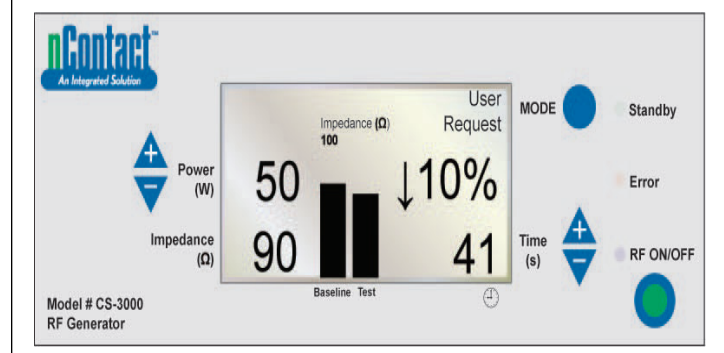 nContact™
An Integrated Solution
User
Request
Impedance (Ω)
100
MODE
Standby
Power
(W)
50
↓10%
Error
Impedance
(Ω)
90
41
Time
(s)
RF ON/OFF
Baseline Test
Model # CS-3000
RF Generator